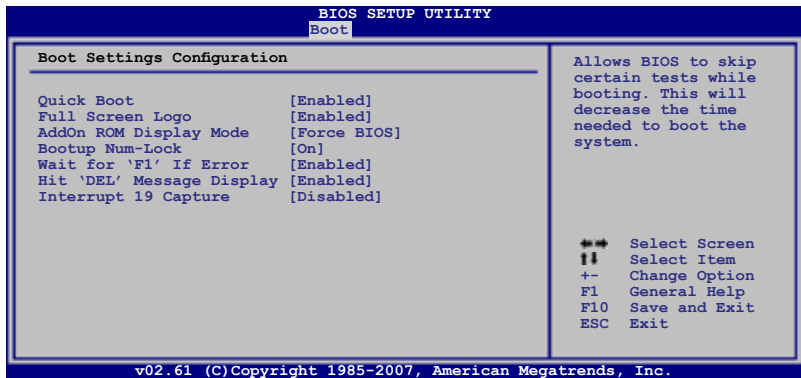 BIOS SETUP UTILITY
Boot
Boot Settings Configuration
Quick Boot [Enabled]
Full Screen Logo [Enabled]
AddOn ROM Display Mode [Force BIOS]
Bootup Num-Lock [On]
Wait for ‘F1’ If Error [Enabled]
Hit ‘DEL’ Message Display [Enabled]
Interrupt 19 Capture [Disabled]
Allows BIOS to skip
certain tests while
booting. This will
decrease the time
needed to boot the
system.
←→ Select Screen
↑↓ Select Item
+- Change Option
F1 General Help
F10 Save and Exit
ESC Exit
v02.61 (C)Copyright 1985-2007, American Megatrends, Inc.